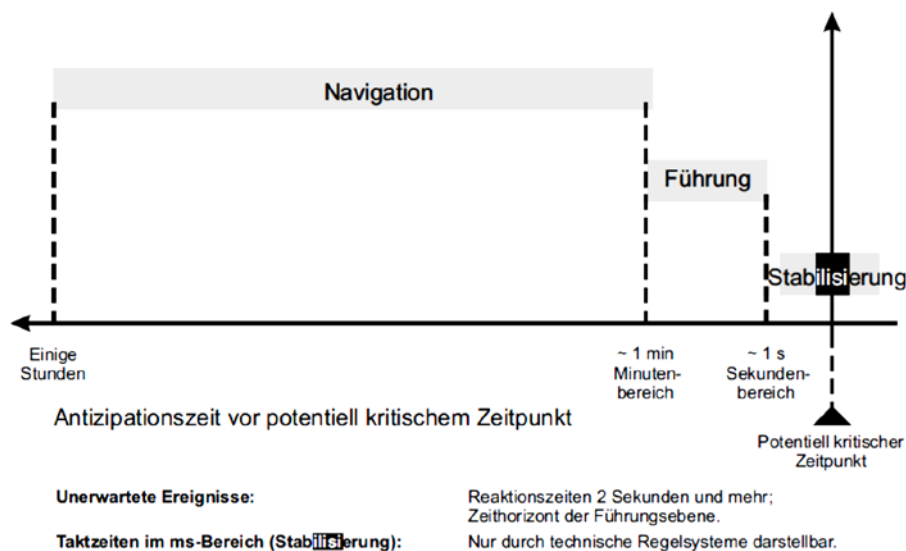 Navigation
Führung
Stabilisierung
Einige
Stunden
~ 1 min
Minuten-
bereich
~ 1 s
Sekunden-
bereich
Antizipationszeit vor potentiell kritischem Zeitpunkt
Potentiell kritischer
Zeitpunkt
Unerwartete Ereignisse:
Reaktionszeiten 2 Sekunden und mehr;
Zeithorizont der Führungsebene.
Taktzeiten im ms-Bereich (Stabilisierung):
Nur durch technische Regelsysteme darstellbar.